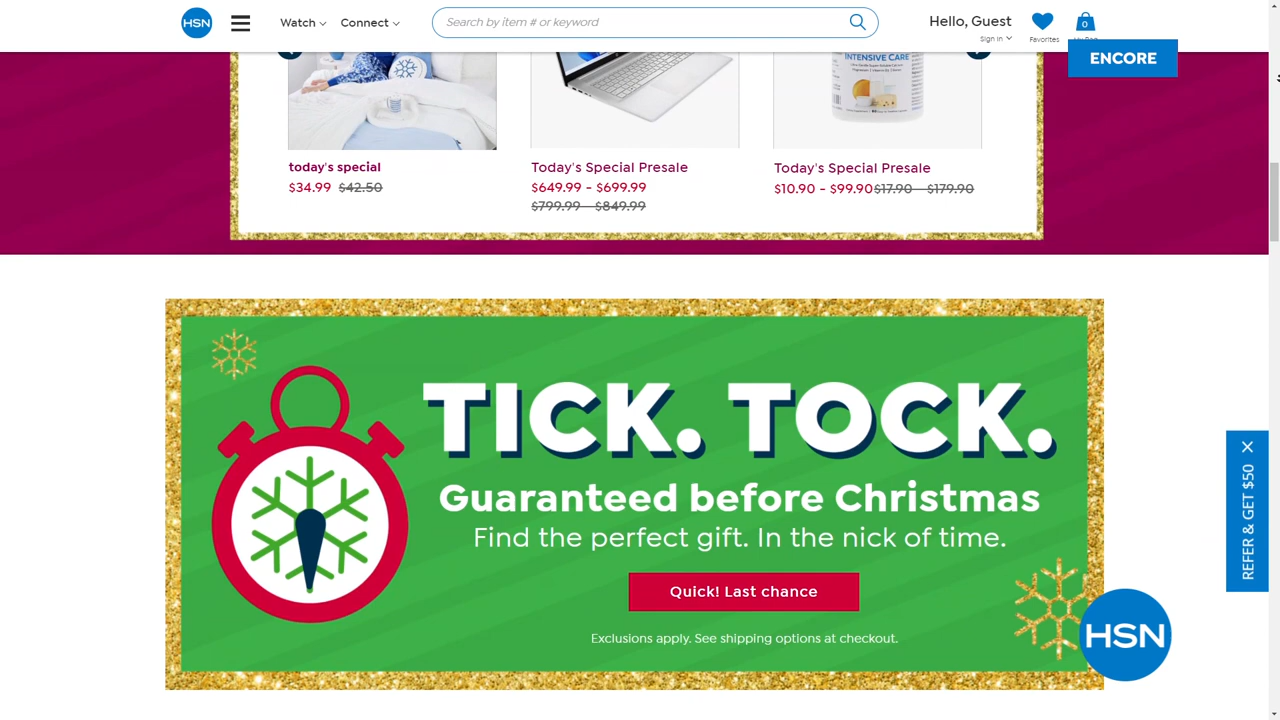 HSN
Watch
Connect
Search by item # or keyword
Hello, Guest
Sign In
Favorites
0
ENCORE
INTENSIVE CARE
today's special
$34.99 $42.50
Today's Special Presale
$649.99 - $699.99
$799.99 - $849.99
Today's Special Presale
$10.90 - $99.90 $17.90 - $179.90
TICK. TOCK.
Guaranteed before Christmas
Find the perfect gift. In the nick of time.
Quick! Last chance
Exclusions apply. See shipping options at checkout.
REFER & GET $50
HSN